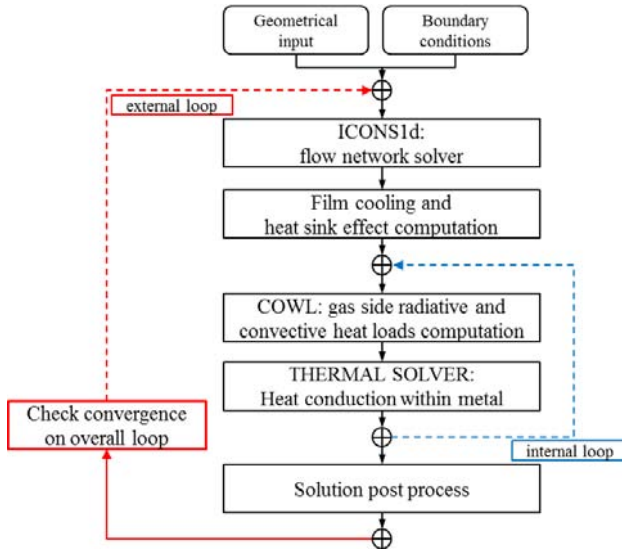 Geometrical
input
Boundary
conditions
external loop
ICONS1d:
flow network solver
Film cooling and
heat sink effect computation
COWL: gas side radiative and
convective heat loads computation
THERMAL SOLVER:
Heat conduction within metal
Check convergence
on overall loop
internal loop
Solution post process